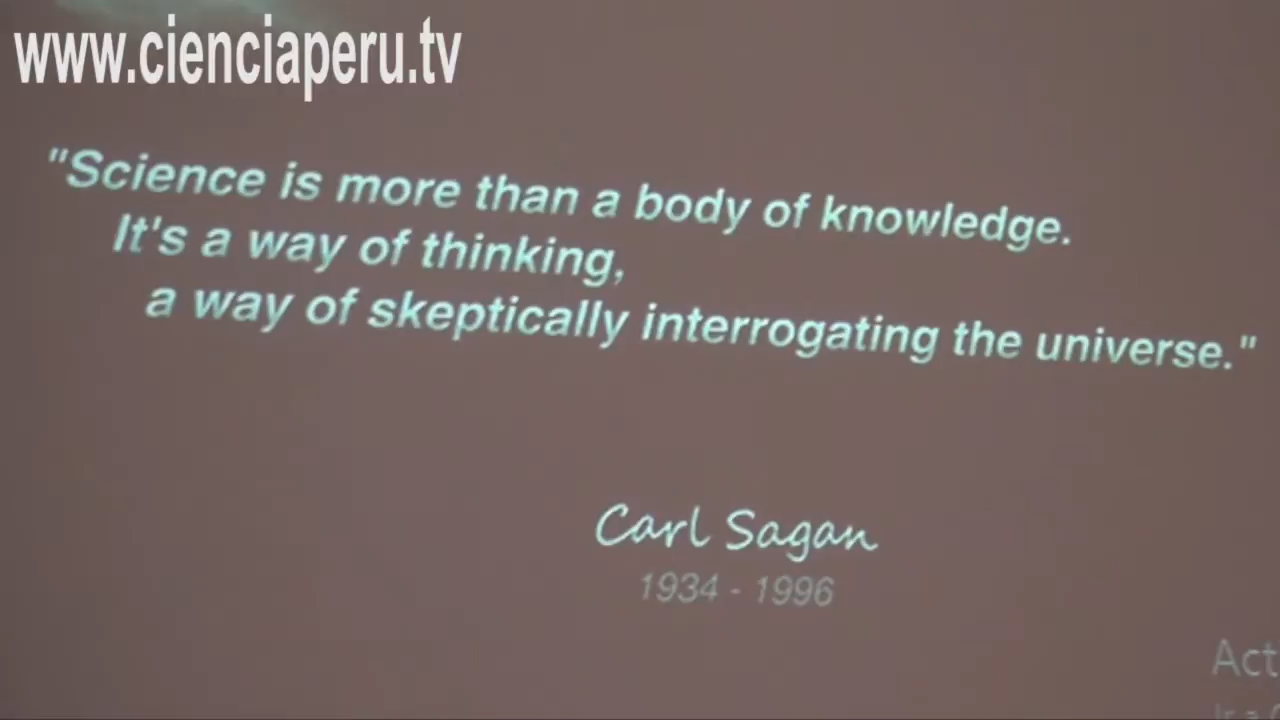 www.cienciaperu.tv
"Science is more than a body of knowledge.
It's a way of thinking,
a way of skeptically interrogating the universe."
Carl Sagan
1934 - 1996
Act